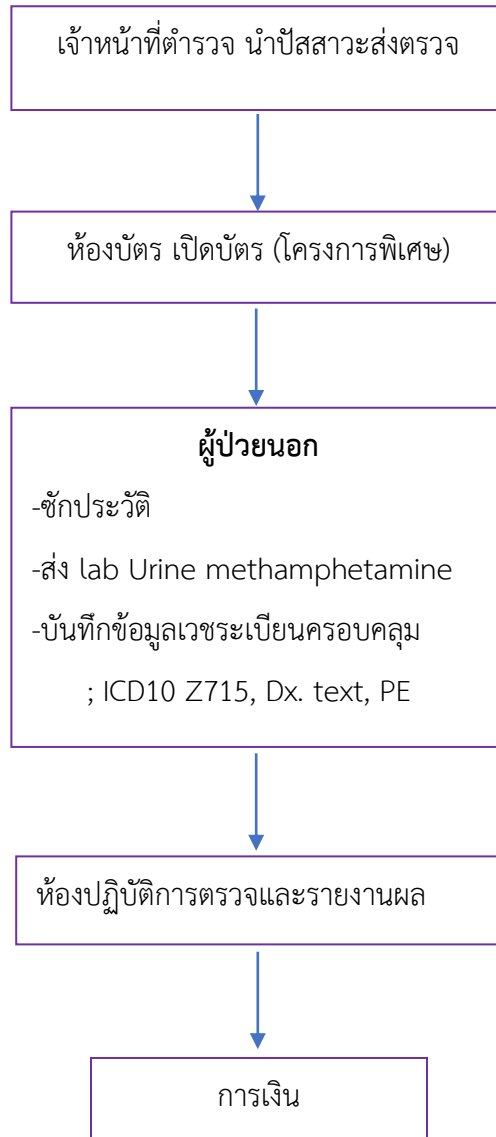 เจ้าหน้าที่ตำรวจ นำปัสสาวะส่งตรวจ
ห้องบัตร เปิดบัตร (โครงการพิเศษ)
ผู้ป่วยนอก
-ซักประวัติ
-ส่ง lab Urine methamphetamine
-บันทึกข้อมูลเวชระเบียนครอบคลุม
; ICD10 Z715, Dx. text, PE
ห้องปฏิบัติการตรวจและรายงานผล
การเงิน